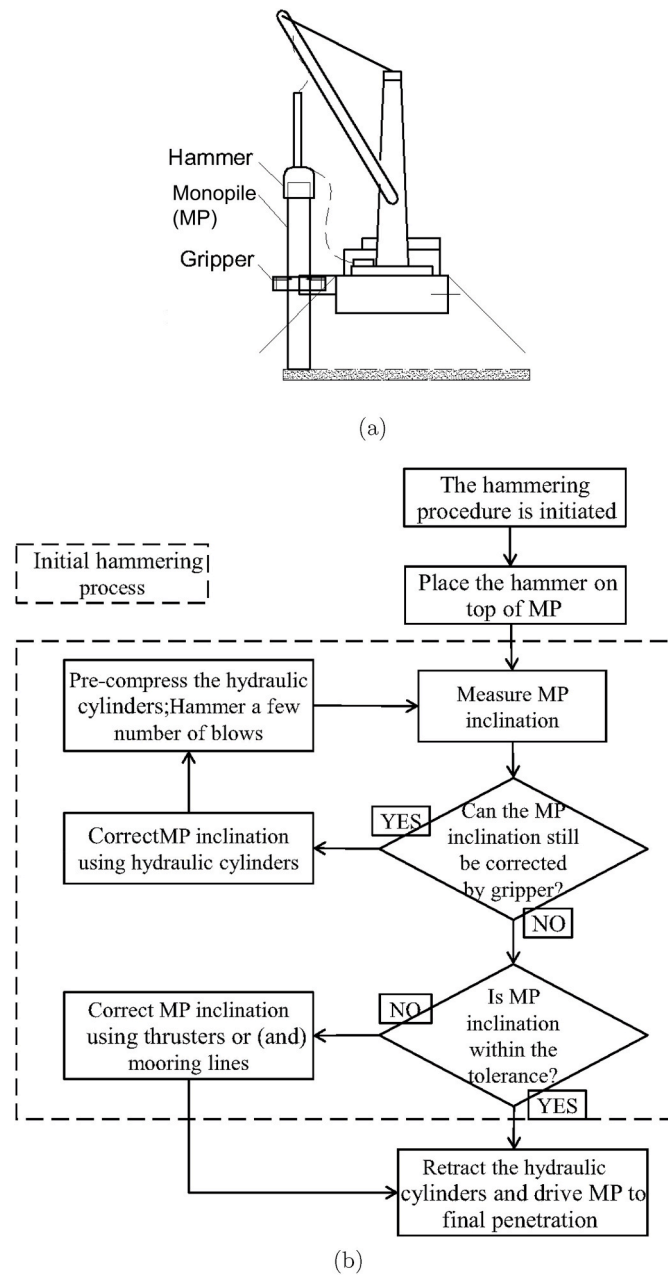 Hammer
Monopile
(MP)
Gripper
(a)
The hammering
procedure is initiated
Initial hammering
process
Place the hammer on
top of MP
Pre-compress the hydraulic
cylinders;Hammer a few
number of blows
Measure MP
inclination
YES
Can the MP
inclination still
be corrected
by gripper?
CorrectMP inclination
using hydraulic cylinders
NO
Correct MP inclination
using thrusters or (and)
mooring lines
NO
Is MP
inclination
within the
tolerance?
YES
Retract the hydraulic
cylinders and drive MP to
final penetration
(b)